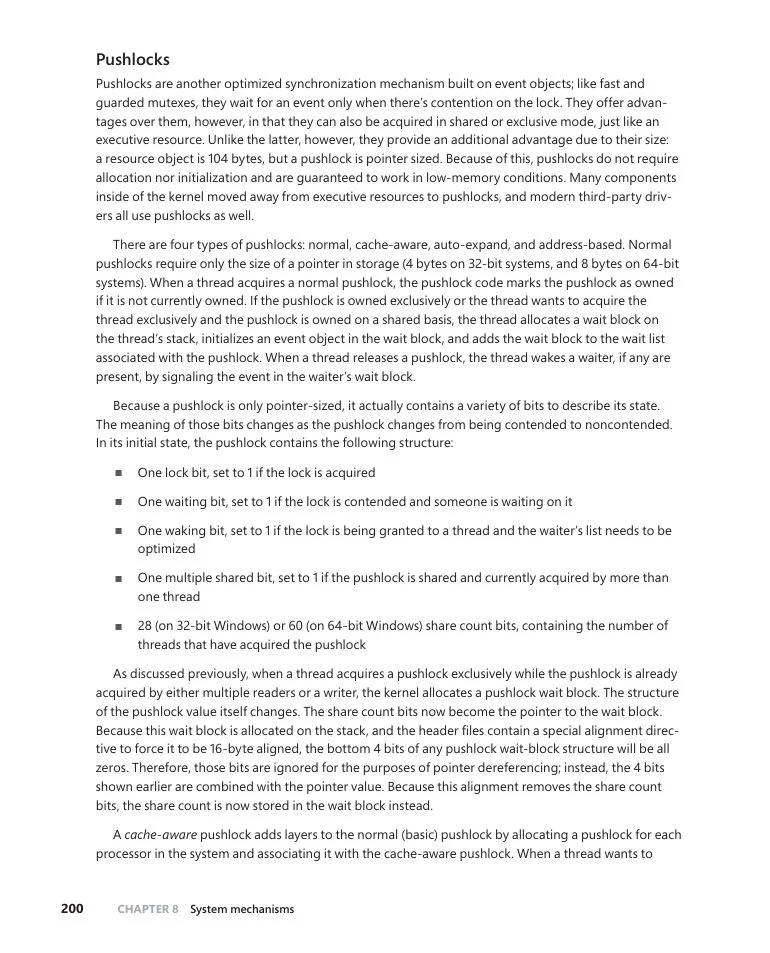 Pushlocks
Pushlocks are another optimized synchronization mechanism built on event objects; like fast and
guarded mutexes, they wait for an event only when there's contention on the lock. They offer advan-
tages over them, however, in that they can also be acquired in shared or exclusive mode, just like an
executive resource. Unlike the latter, however, they provide an additional advantage due to their size:
a resource object is 104 bytes, but a pushlock is pointer sized. Because of this, pushlocks do not require
allocation nor initialization and are guaranteed to work in low-memory conditions. Many components
inside of the kernel moved away from executive resources to pushlocks, and modern third-party driv-
ers all use pushlocks as well.
There are four types of pushlocks: normal, cache-aware, auto-expand, and address-based. Normal
pushlocks require only the size of a pointer in storage (4 bytes on 32-bit systems, and 8 bytes on 64-bit
systems). When a thread acquires a normal pushlock, the pushlock code marks the pushlock as owned
if it is not currently owned. If the pushlock is owned exclusively or the thread wants to acquire the
thread exclusively and the pushlock is owned on a shared basis, the thread allocates a wait block on
the thread's stack, initializes an event object in the wait block, and adds the wait block to the wait list
associated with the pushlock. When a thread releases a pushlock, the thread wakes a waiter, if any are
present, by signaling the event in the waiter's wait block.
Because a pushlock is only pointer-sized, it actually contains a variety of bits to describe its state.
The meaning of those bits changes as the pushlock changes from being contended to noncontended.
In its initial state, the pushlock contains the following structure:
■ One lock bit, set to 1 if the lock is acquired
■ One waiting bit, set to 1 if the lock is contended and someone is waiting on it
■ One waking bit, set to 1 if the lock is being granted to a thread and the waiter's list needs to be
optimized
■ One multiple shared bit, set to 1 if the pushlock is shared and currently acquired by more than
one thread
■ 28 (on 32-bit Windows) or 60 (on 64-bit Windows) share count bits, containing the number of
threads that have acquired the pushlock
As discussed previously, when a thread acquires a pushlock exclusively while the pushlock is already
acquired by either multiple readers or a writer, the kernel allocates a pushlock wait block. The structure
of the pushlock value itself changes. The share count bits now become the pointer to the wait block.
Because this wait block is allocated on the stack, and the header files contain a special alignment direc-
tive to force it to be 16-byte aligned, the bottom 4 bits of any pushlock wait-block structure will be all
zeros. Therefore, those bits are ignored for the purposes of pointer dereferencing; instead, the 4 bits
shown earlier are combined with the pointer value. Because this alignment removes the share count
bits, the share count is now stored in the wait block instead.
A cache-aware pushlock adds layers to the normal (basic) pushlock by allocating a pushlock for each
processor in the system and associating it with the cache-aware pushlock. When a thread wants to
200 CHAPTER 8 System mechanisms